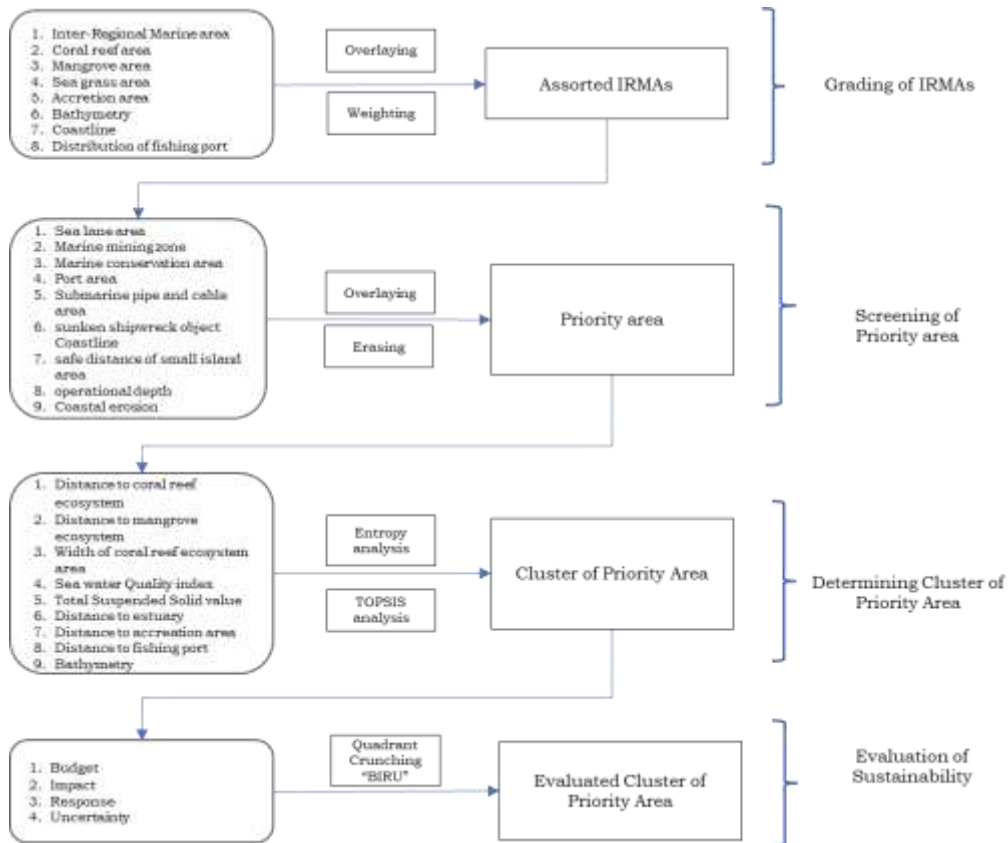 1. Inter-Regional Marine area
2. Coral reef area
3. Mangrove area
4. Sea grass area
5. Accretion area
6. Bathymetry
7. Coastline
8. Distribution of fishing port
Overlaying
Weighting
Assorted IRMAs
Grading of IRMAs
1. Sea lane area
2. Marine mining zone
3. Marine conservation area
4. Port area
5. Submarine pipe and cable
area
6. sunken shipwreck object
Coastline
7. safe distance of small island
area
8. operational depth
9. Coastal erosion
Overlaying
Erasing
Priority area
Screening of
Priority area
1. Distance to coral reef
ecosystem
2. Distance to mangrove
ecosystem
3. Width of coral reef ecosystem
area
4. Sea water Quality index
5. Total Suspended Solid value
6. Distance to estuary
7. Distance to accreation area
8. Distance to fishing port
9. Bathymetry
Entropy
analysis
TOPSIS
analysis
Cluster of Priority Area
Determining Cluster of
Priority Area
1. Budget
2. Impact
3. Response
4. Uncertainty
Quadrant
Crunching
"BIRU"
Evaluated Cluster of
Priority Area
Evaluation of
Sustainability